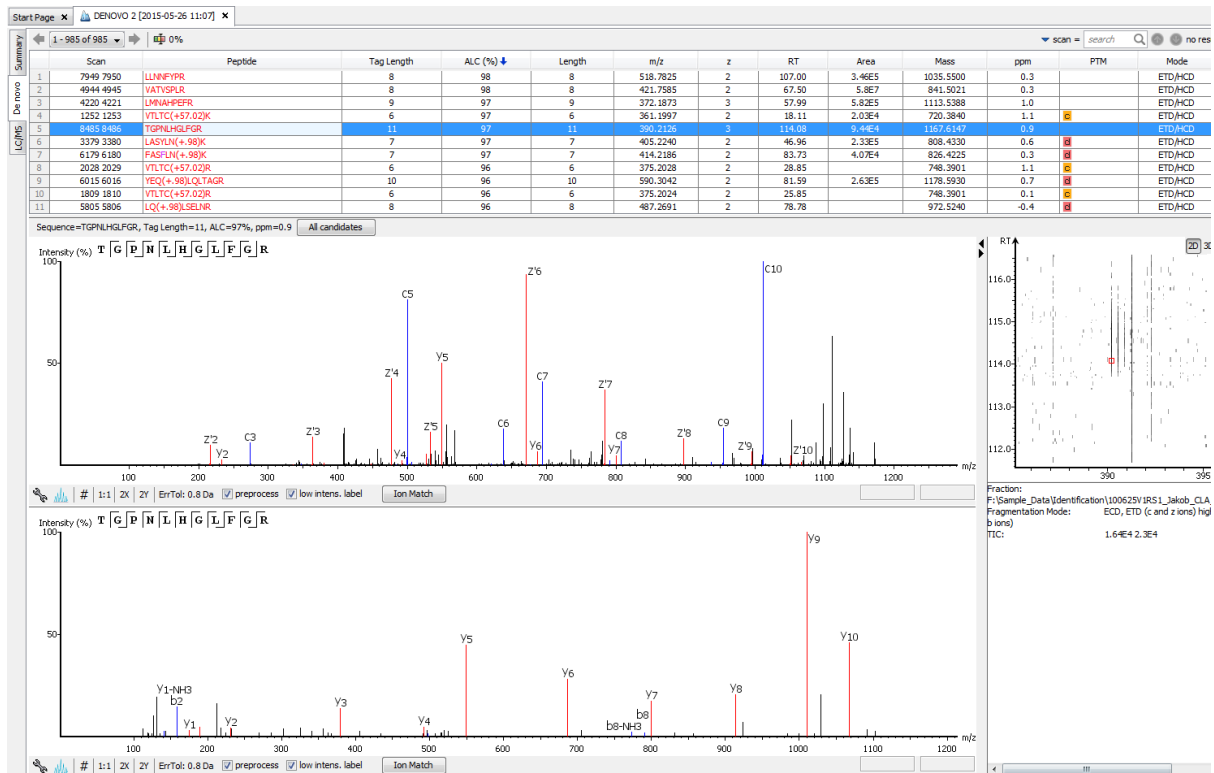 Start Page × DENOVO 2 [2015-05-26 11:07] ×
1 - 985 of 985 0% scan = search no res
Summary
De novo
LC/MS
Scan Peptide Tag Length ALC (%) Length m/z z RT Area Mass ppm PTM Mode
1 7949 7950 LLNNFYPR 8 98 8 518.7825 2 107.00 3.46E5 1035.5500 0.3 ETD/HCD
2 4944 4945 VATVSPLR 8 98 8 421.7585 2 67.50 5.8E7 841.5021 0.3 ETD/HCD
3 4220 4221 LMNAHPEFR 9 97 9 372.1873 3 57.99 5.82E5 1113.5388 1.0 ETD/HCD
4 1252 1253 VTLTC(+57.02)K 6 97 6 361.1997 2 18.11 2.03E4 720.3840 1.1 c ETD/HCD
5 8485 8486 TGPNLHGLFGR 11 97 11 390.2126 3 114.08 9.44E4 1167.6147 0.9 ETD/HCD
6 3379 3380 LASYLN(+.98)K 7 97 7 405.2240 2 46.96 2.33E5 808.4330 0.6 d ETD/HCD
7 6179 6180 FASFLN(+.98)K 7 97 7 414.2186 2 83.73 4.07E4 826.4225 0.3 d ETD/HCD
8 2028 2029 VTLTC(+57.02)R 6 96 6 375.2028 2 28.85 748.3901 1.1 c ETD/HCD
9 6015 6016 YEQ(+.98)LQLTAGR 10 96 10 590.3042 2 81.59 2.63E5 1178.5930 0.7 d ETD/HCD
10 1809 1810 VTLTC(+57.02)R 6 96 6 375.2024 2 25.85 748.3901 0.1 c ETD/HCD
11 5805 5806 LQ(+.98)LSELNR 8 96 8 487.2691 2 78.78 972.5240 -0.4 d ETD/HCD
Sequence=TGPNLHGLFGR, Tag Length=11, ALC=97%, ppm=0.9 All candidates
Intensity (%) T G P N L H G L F G R
100
50
z'2 y2 c3 z'3 z'4 y4 c5 z'5 y5 c6 z'6 y6 c7 z'7 y7 c8 z'8 c9 z'9 c10 z'10
100 200 300 400 500 600 700 800 900 1000 1100 1200 m/z
# 1:1 2X 2Y ErrTol: 0.8 Da preprocess low intens. label Ion Match
Intensity (%) T G P N L H G L F G R
100
50
y1-NH3 b2 y1 y2 y3 y4 y5 y6 b8-NH3 b8 y7 y8 y9 y10
100 200 300 400 500 600 700 800 900 1000 1100 1200 m/z
# 1:1 2X 2Y ErrTol: 0.8 Da preprocess low intens. label Ion Match
RT 2D 3D
116.0
115.0
114.0
113.0
112.0
390 395
Fraction:
F:\Sample_Data\Identification\100625V1RS1_Jakob_CLA_
Fragmentation Mode: ECD, ETD (c and z ions) high
b ions)
TIC: 1.64E4 2.3E4